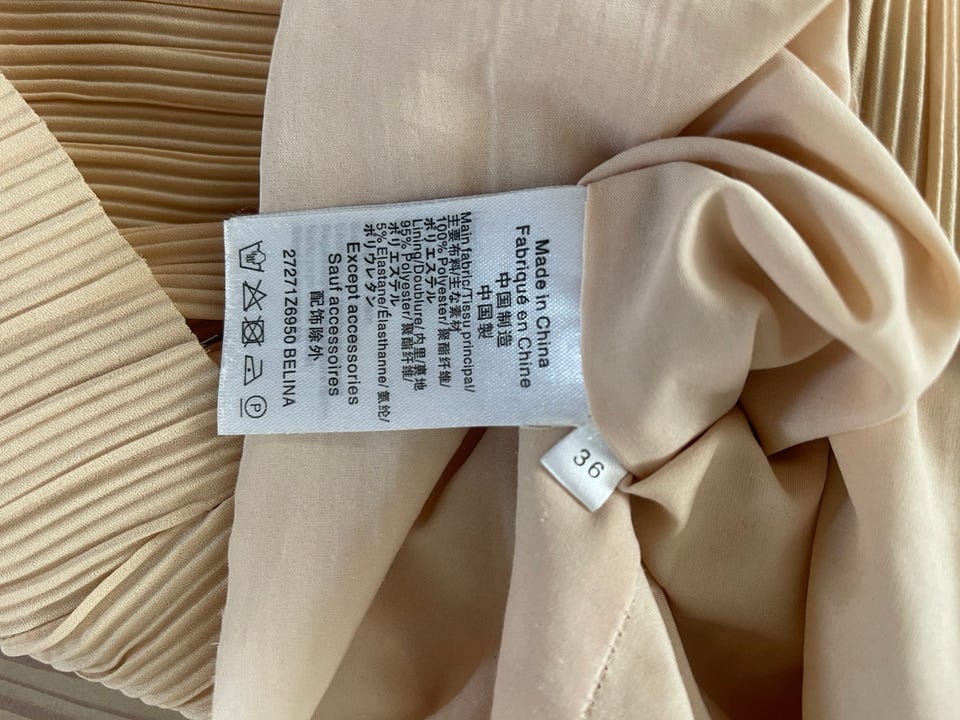 Made in China
Fabriqué en Chine
中国制造
中国製
Main fabric/Tissu principal/
主要布料/主な素材
100% Polyester/ 聚酯纤维/
ポリエステル
Lining/Doublure/ 内里裏地
95% Polyester/ 聚酯纤维/
ポリエステル
5% Elastane/Élasthanne/ 氨纶/
ポリウレタン
Except accessories
Sauf accessoires
配饰除外
27271Z6950 BELINA
P
36